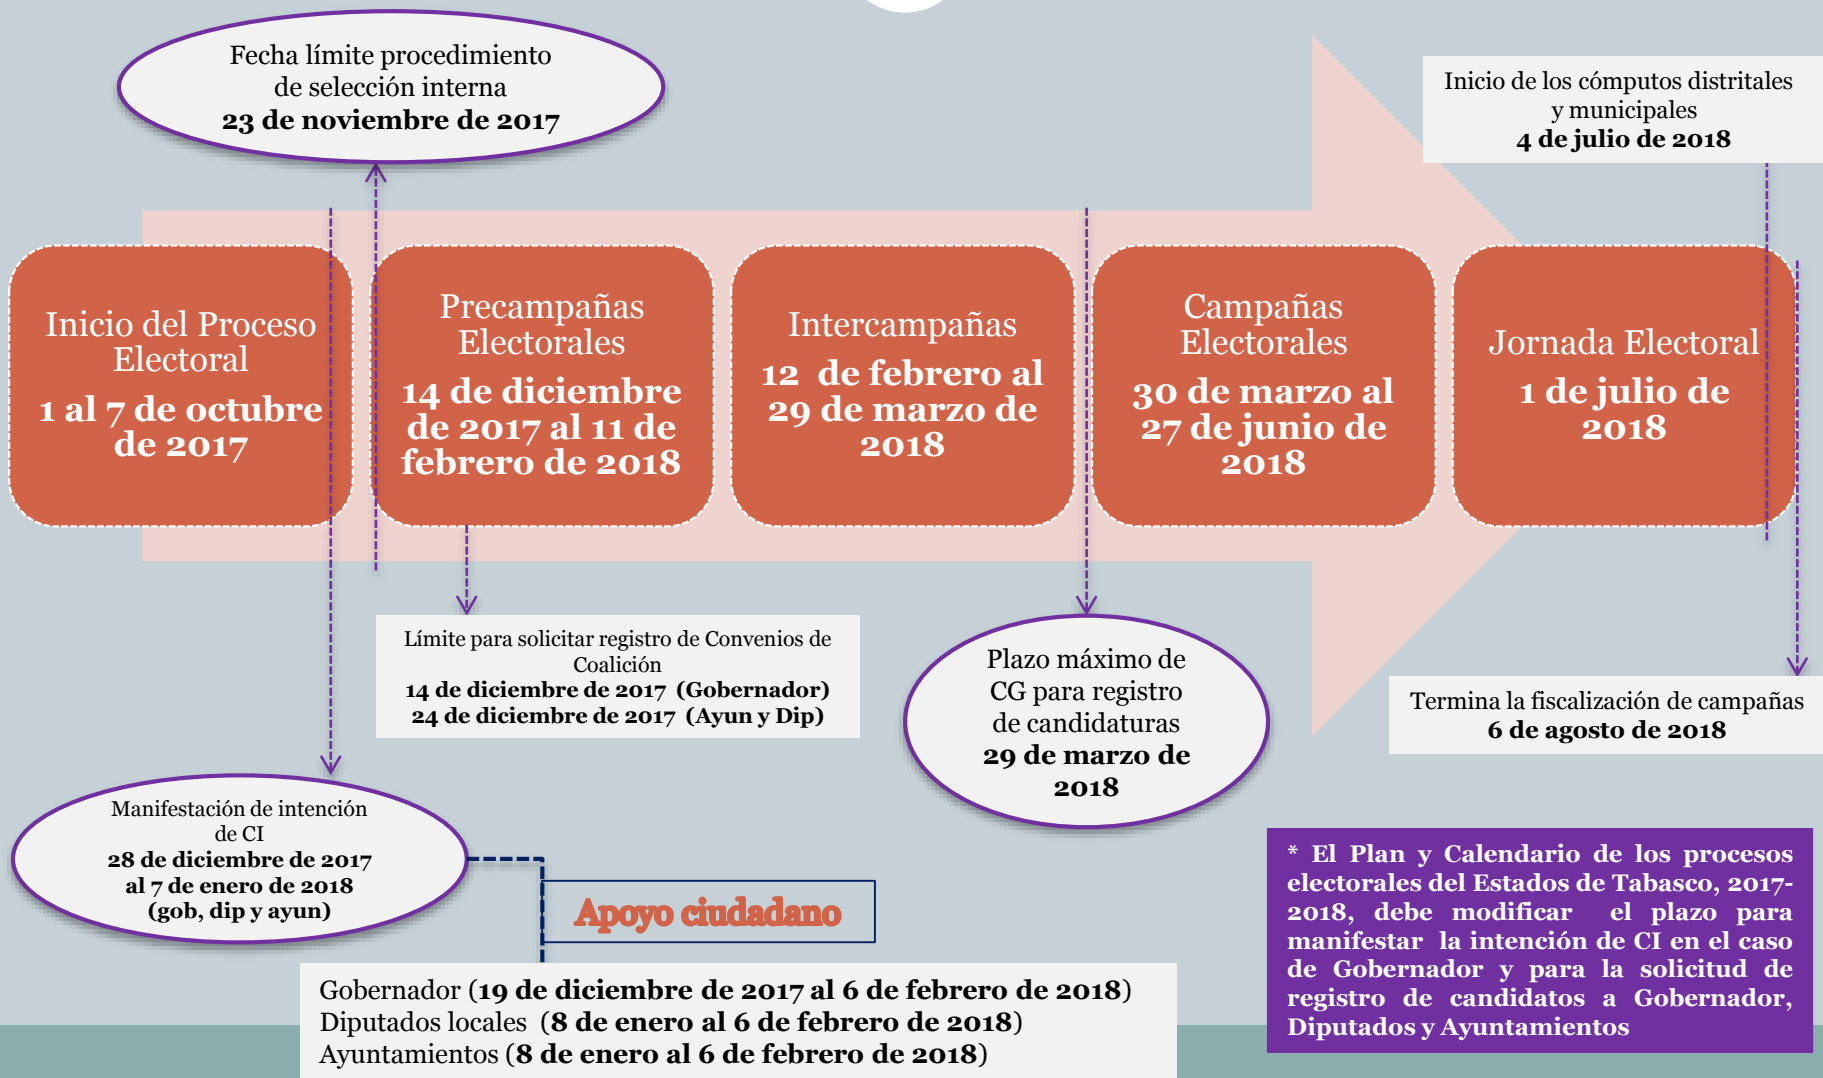 Fecha límite procedimiento
de selección interna
23 de noviembre de 2017
Inicio de los cómputos distritales
y municipales
4 de julio de 2018
Inicio del Proceso
Electoral
1 al 7 de octubre
de 2017
Precampañas
Electorales
14 de diciembre
de 2017 al 11 de
febrero de 2018
Intercampañas
12 de febrero al
29 de marzo de
2018
Campañas
Electorales
30 de marzo al
27 de junio de
2018
Jornada Electoral
1 de julio de
2018
Límite para solicitar registro de Convenios de
Coalición
14 de diciembre de 2017 (Gobernador)
24 de diciembre de 2017 (Ayun y Dip)
Plazo máximo de
CG para registro
de candidaturas
29 de marzo de
2018
Termina la fiscalización de campañas
6 de agosto de 2018
Manifestación de intención
de CI
28 de diciembre de 2017
al 7 de enero de 2018
(gob, dip y ayun)
Apoyo ciudadano
Gobernador (19 de diciembre de 2017 al 6 de febrero de 2018)
Diputados locales (8 de enero al 6 de febrero de 2018)
Ayuntamientos (8 de enero al 6 de febrero de 2018)
* El Plan y Calendario de los procesos
electorales del Estados de Tabasco, 2017-
2018, debe modificar el plazo para
manifestar la intención de CI en el caso
de Gobernador y para la solicitud de
registro de candidatos a Gobernador,
Diputados y Ayuntamientos